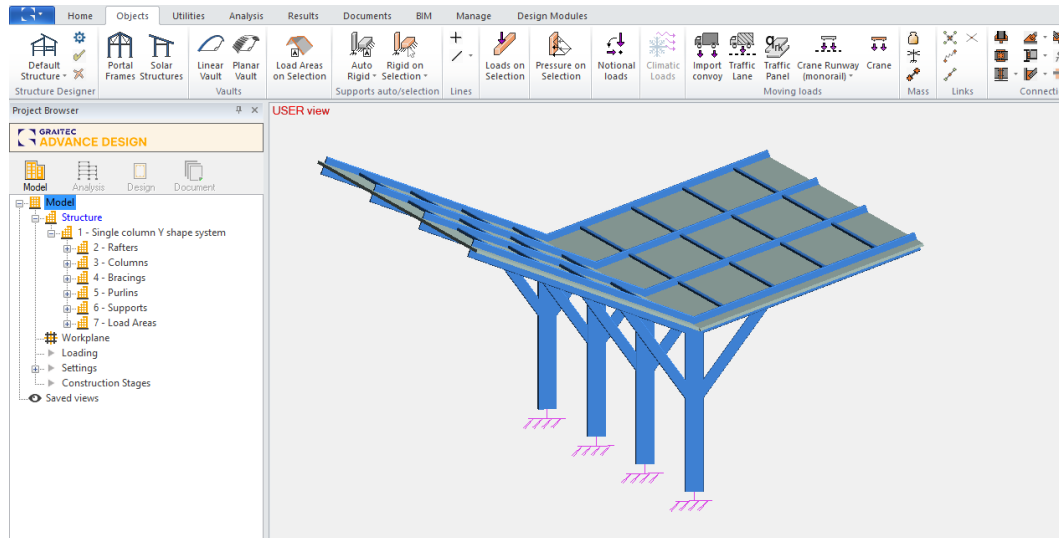 Home Objects Utilities Analysis Results Documents BIM Manage Design Modules
Default Structure
Portal Frames
Solar Structures
Linear Vault
Planar Vault
Load Areas on Selection
Auto Rigid
Rigid on Selection
Loads on Selection
Pressure on Selection
Notional loads
Climatic Loads
Import convoy
Traffic Lane
Traffic Panel
Crane Runway (monorail)
Crane
Structure Designer
Vaults
Supports auto/selection
Lines
Moving loads
Mass
Links
Project Browser
USER view
GRAITEC
ADVANCE DESIGN
Model Analysis Design Document
Model
Structure
1 - Single column Y shape system
2 - Rafters
3 - Columns
4 - Bracings
5 - Purlins
6 - Supports
7 - Load Areas
Workplane
Loading
Settings
Construction Stages
Saved views